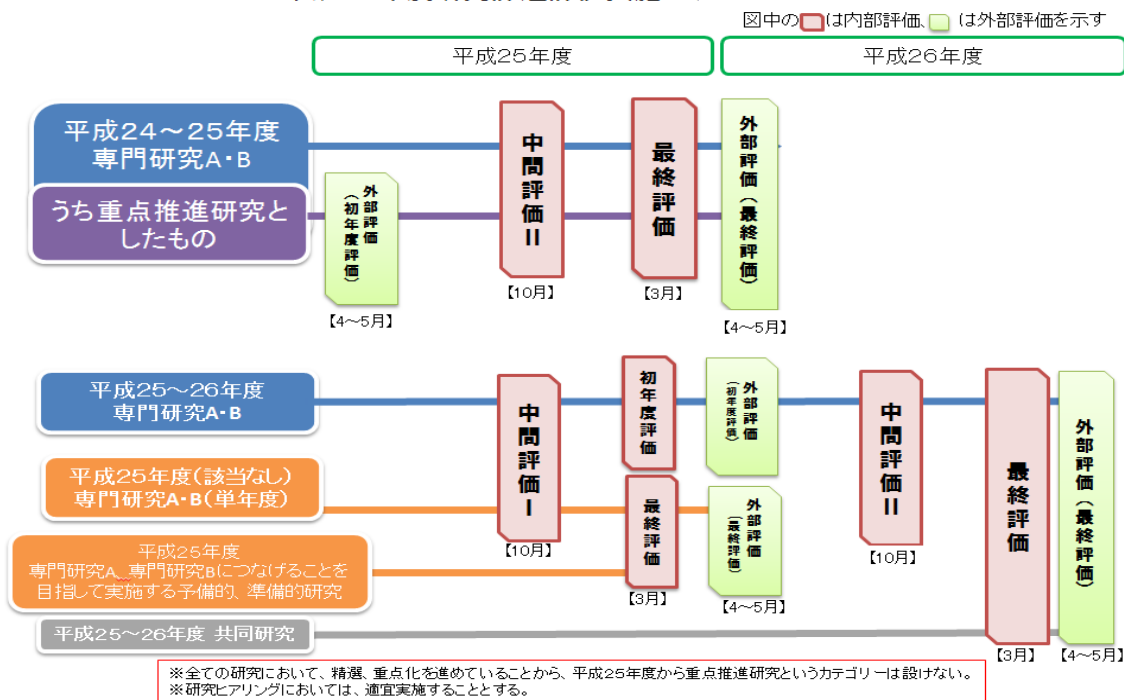 図中の は内部評価、 は外部評価を示す
平成25年度
平成26年度
平成24～25年度
専門研究A・B
うち重点推進研究と
したもの
外部評価
(初年度評価)
【4～5月】
中間評価II
【10月】
最終評価
【3月】
外部評価(最終評価)
【4～5月】
平成25～26年度
専門研究A・B
平成25年度(該当なし)
専門研究A・B(単年度)
平成25年度
専門研究A、専門研究Bにつなげることを
目指して実施する予備的、準備的研究
平成25～26年度 共同研究
中間評価I
【10月】
初年度評価
最終評価
【3月】
外部評価
(初年度評価)
外部評価
(最終評価)
【4～5月】
中間評価II
【10月】
最終評価
【3月】
外部評価(最終評価)
【4～5月】
※全ての研究において、精選、重点化を進めていることから、平成25年度から重点推進研究というカテゴリーは設けない。
※研究ヒアリングにおいては、適宜実施することとする。